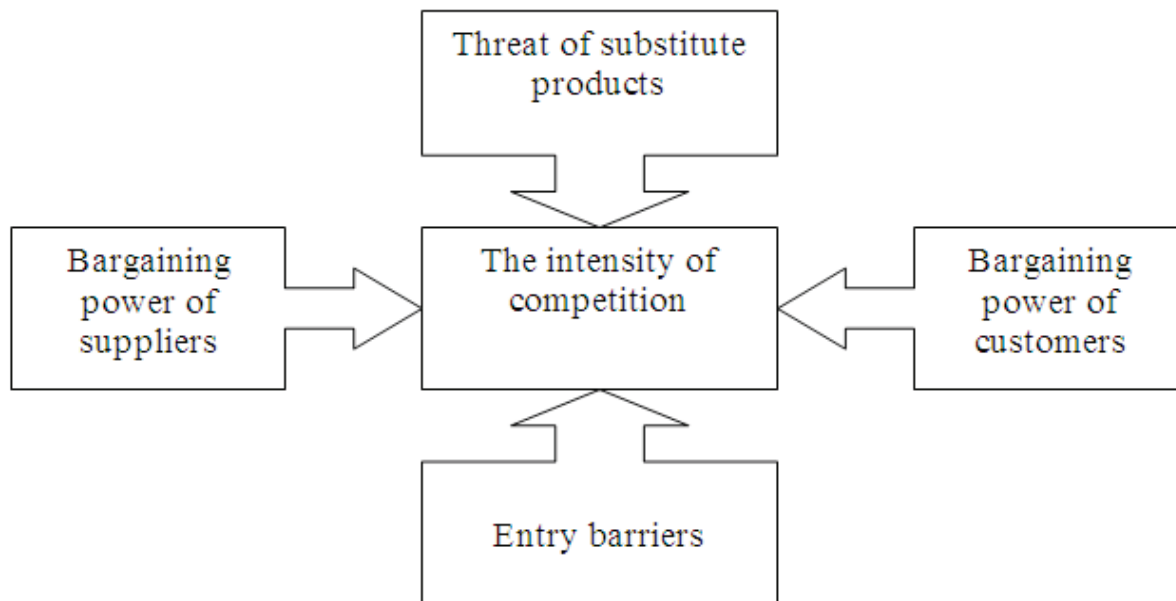 Threat of substitute
products
Bargaining
power of
suppliers
The intensity of
competition
Bargaining
power of
customers
Entry barriers